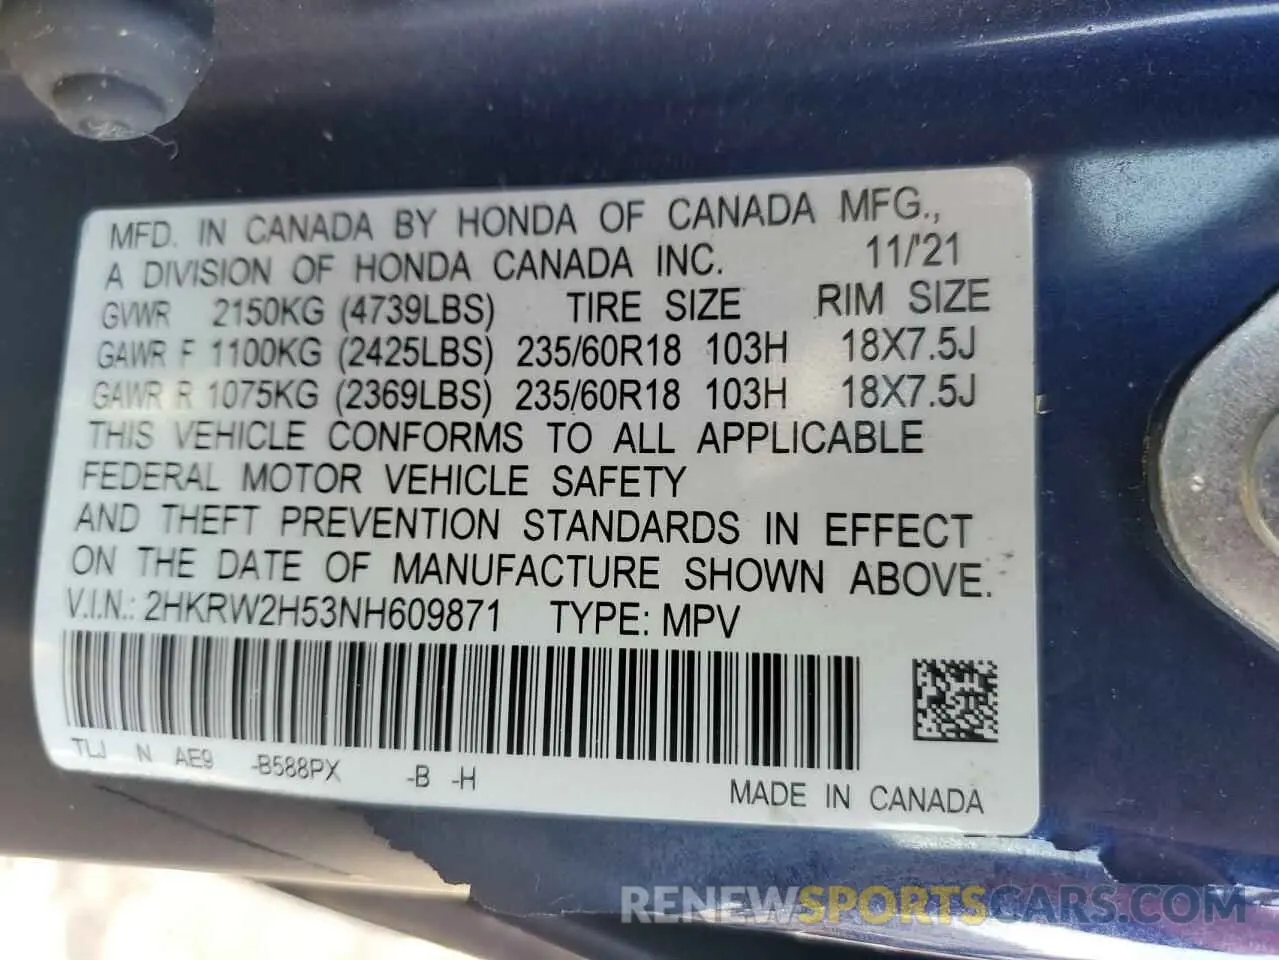 MFD. IN CANADA BY HONDA OF CANADA MFG.,
A DIVISION OF HONDA CANADA INC. 11/'21
GVWR 2150KG (4739LBS) TIRE SIZE RIM SIZE
GAWR F 1100KG (2425LBS) 235/60R18 103H 18X7.5J
GAWR R 1075KG (2369LBS) 235/60R18 103H 18X7.5J
THIS VEHICLE CONFORMS TO ALL APPLICABLE
FEDERAL MOTOR VEHICLE SAFETY
AND THEFT PREVENTION STANDARDS IN EFFECT
ON THE DATE OF MANUFACTURE SHOWN ABOVE.
V.I.N.: 2HKRW2H53NH609871 TYPE: MPV
TLJ N AE9 -B588PX -B -H
MADE IN CANADA
RENEWSPORTSCARS.COM